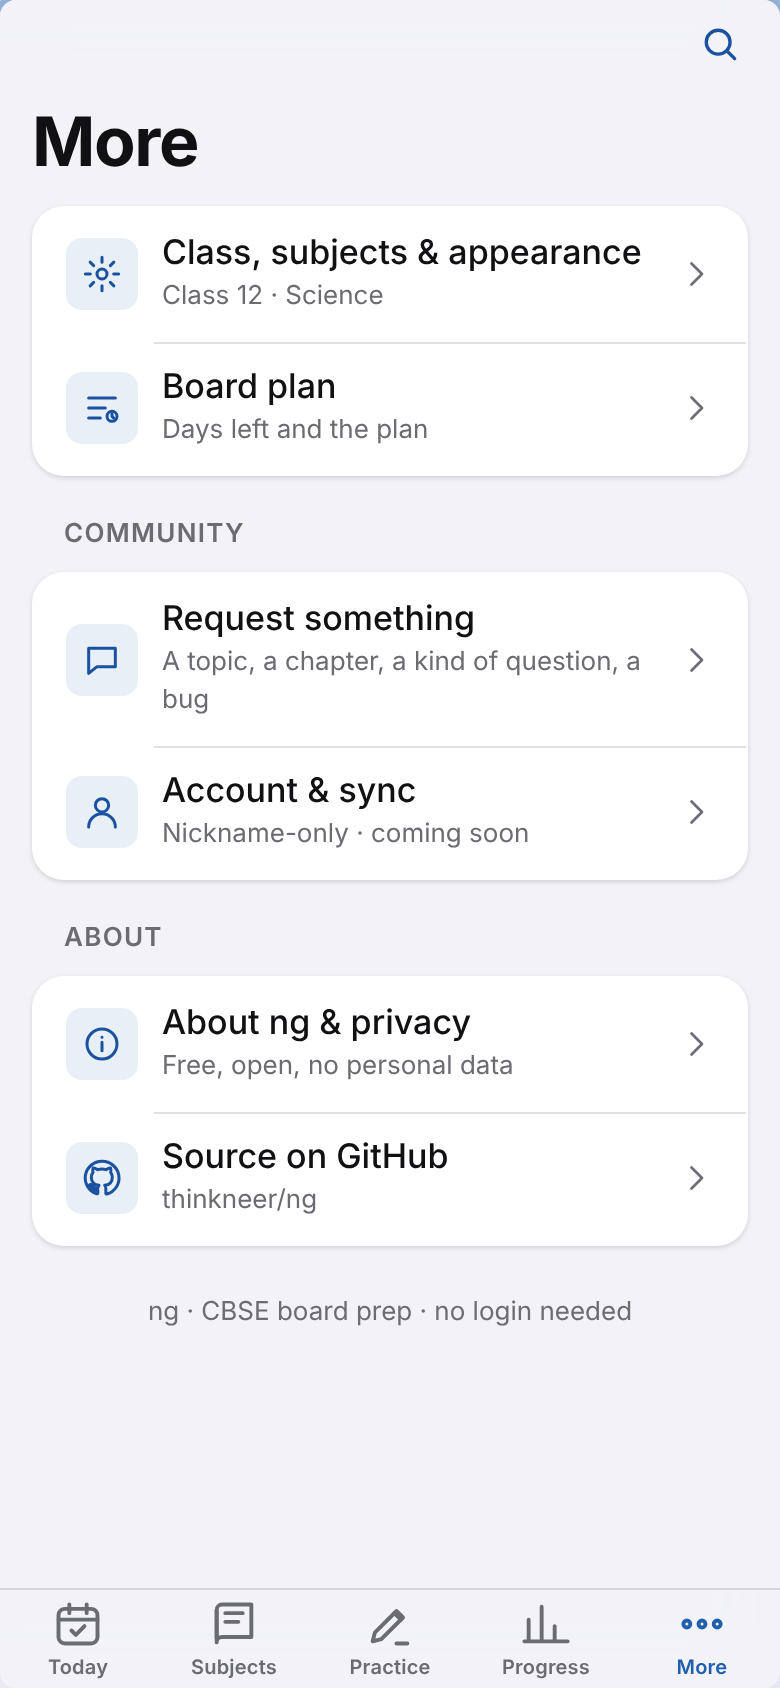 More
Class, subjects & appearance
Class 12 · Science
Board plan
Days left and the plan
COMMUNITY
Request something
A topic, a chapter, a kind of question, a
bug
Account & sync
Nickname-only · coming soon
ABOUT
About ng & privacy
Free, open, no personal data
Source on GitHub
thinkneer/ng
ng · CBSE board prep · no login needed
Today
Subjects
Practice
Progress
More